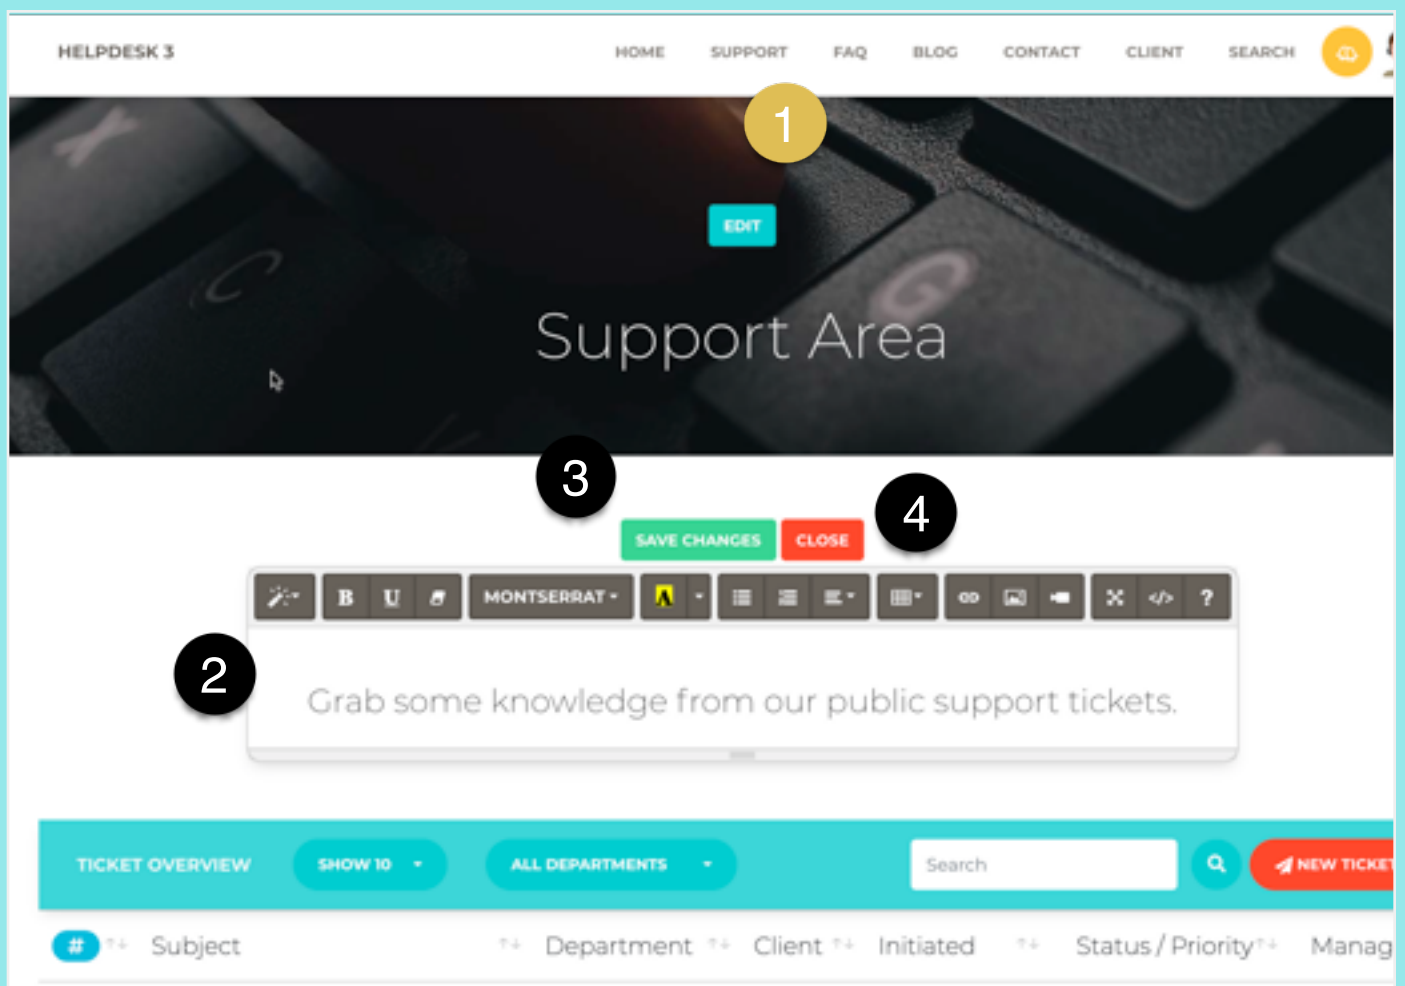 HELPDESK 3
HOME SUPPORT FAQ BLOG CONTACT CLIENT SEARCH
1
X
EDIT
C
G
Support Area
3
4
SAVE CHANGES CLOSE
B U MONTSERRAT A </> ?
2
Grab some knowledge from our public support tickets.
TICKET OVERVIEW SHOW 10 ALL DEPARTMENTS Search NEW TICKET
# Subject Department Client Initiated Status / Priority Manag